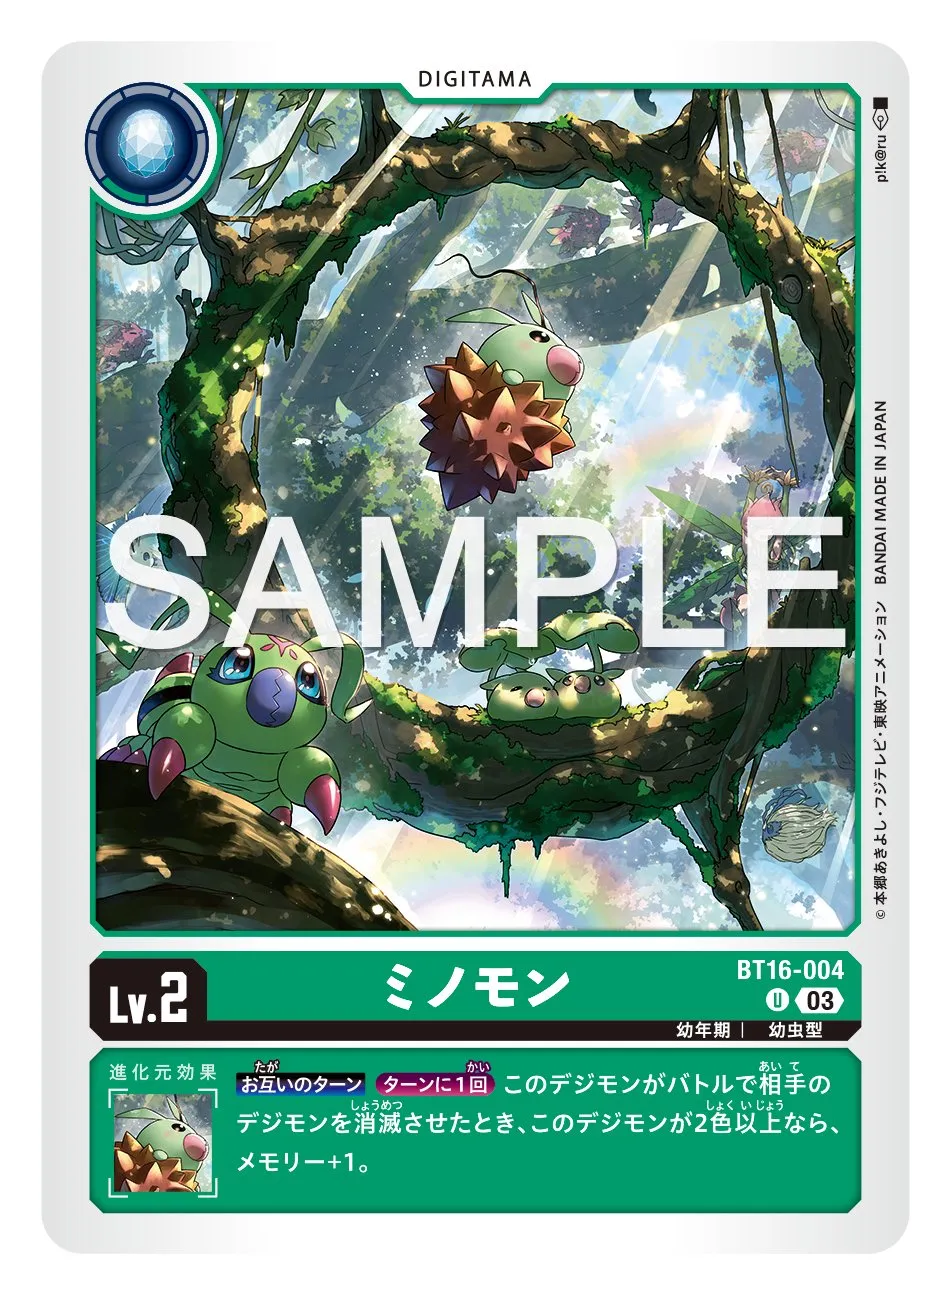 DIGITAMA
p!k@ru
SAMPLE
BANDAI MADE IN JAPAN
© 本郷あきよし・フジテレビ・東映アニメーション
Lv.2
ミノモン
BT16-004
U 03
幼年期 | 幼虫型
進化元効果
お互いのターン ターンに1回 このデジモンがバトルで相手の
デジモンを消滅させたとき、このデジモンが2色以上なら、
メモリー+1。